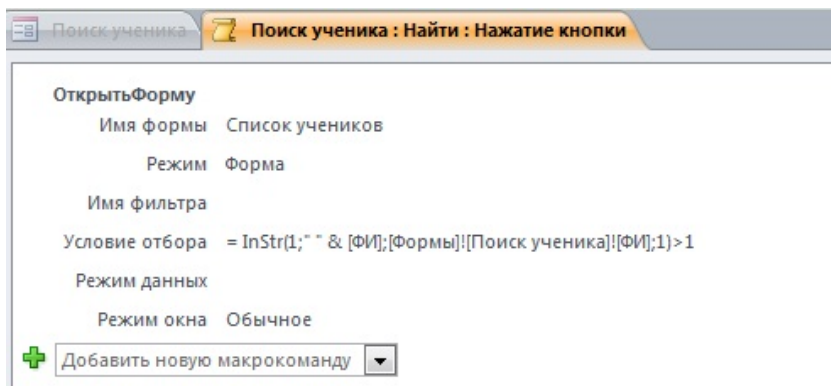 Поиск ученика Поиск ученика : Найти : Нажатие кнопки
ОткрытьФорму
Имя формы Список учеников
Режим Форма
Имя фильтра
Условие отбора = InStr(1;" " & [ФИ];[Формы]![Поиск ученика]![ФИ];1)>1
Режим данных
Режим окна Обычное
Добавить новую макрокоманду